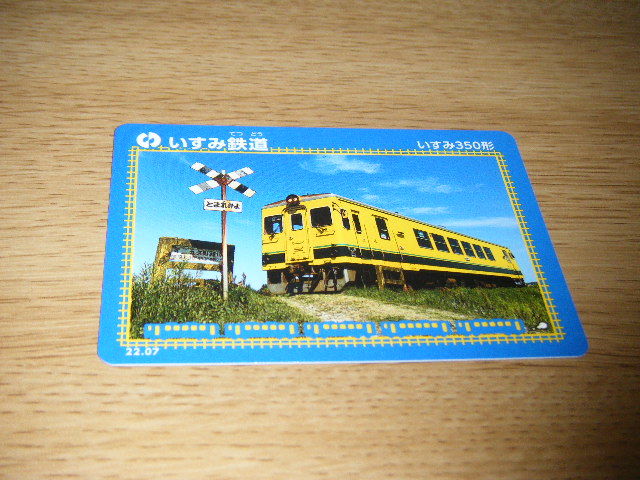 てつ どう
いすみ鉄道
いすみ350形
とまれみよ
22.07